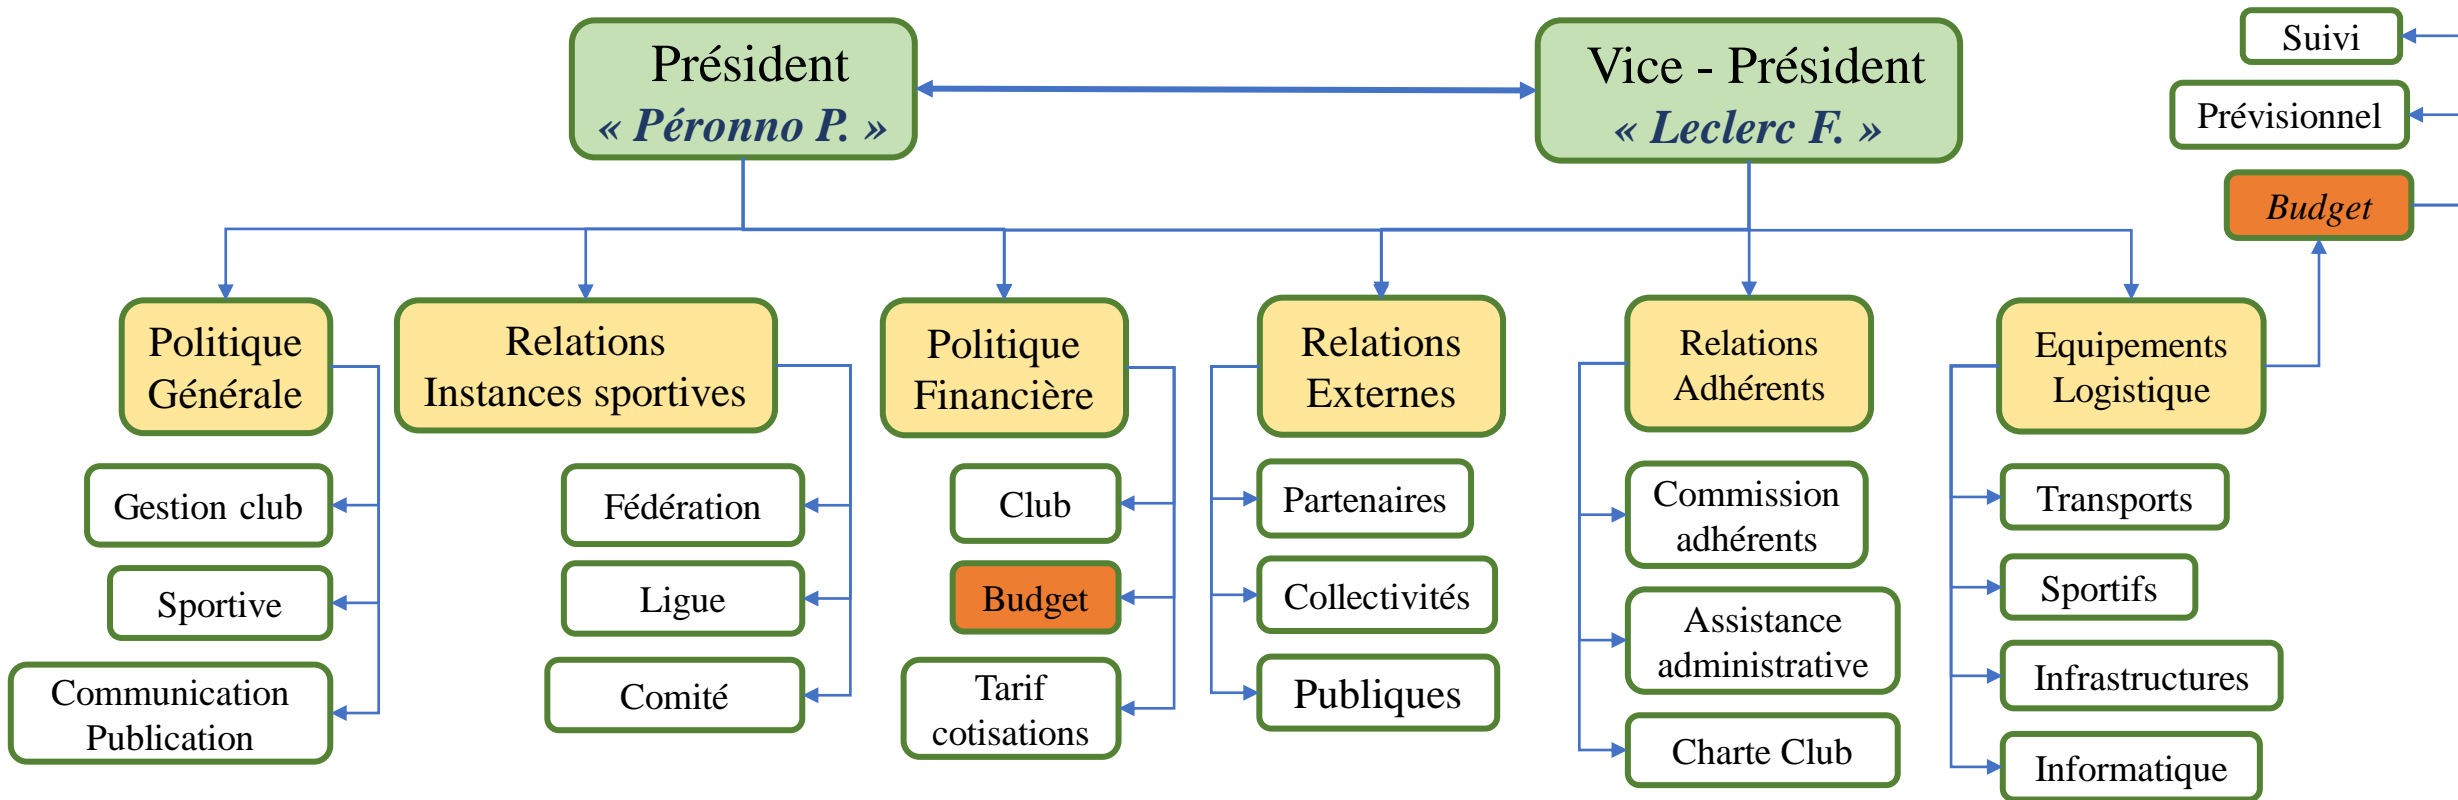 Président
« Péronno P. »
Vice - Président
« Leclerc F. »
Suivi
Prévisionnel
Budget
Politique
Générale
Gestion club
Sportive
Communication
Publication
Relations
Instances sportives
Fédération
Ligue
Comité
Politique
Financière
Club
Budget
Tarif
cotisations
Relations
Externes
Partenaires
Collectivités
Publiques
Relations
Adhérents
Commission
adhérents
Assistance
administrative
Charte Club
Equipements
Logistique
Transports
Sportifs
Infrastructures
Informatique